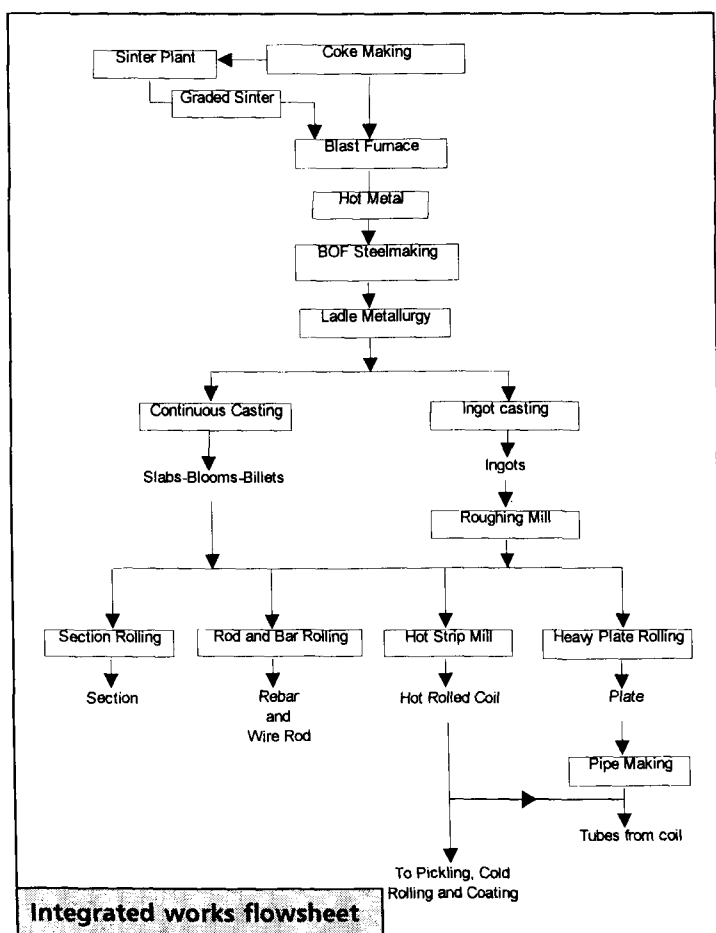 Sinter Plant
Coke Making
Graded Sinter
Blast Furnace
Hot Metal
BOF Steelmaking
Ladle Metallurgy
Continuous Casting
Ingot casting
Slabs-Blooms-Billets
Ingots
Roughing Mill
Section Rolling
Rod and Bar Rolling
Hot Strip Mill
Heavy Plate Rolling
Section
Rebar
and
Wire Rod
Hot Rolled Coil
Plate
Pipe Making
Tubes from coil
To Pickling, Cold
Rolling and Coating
Integrated works flowsheet